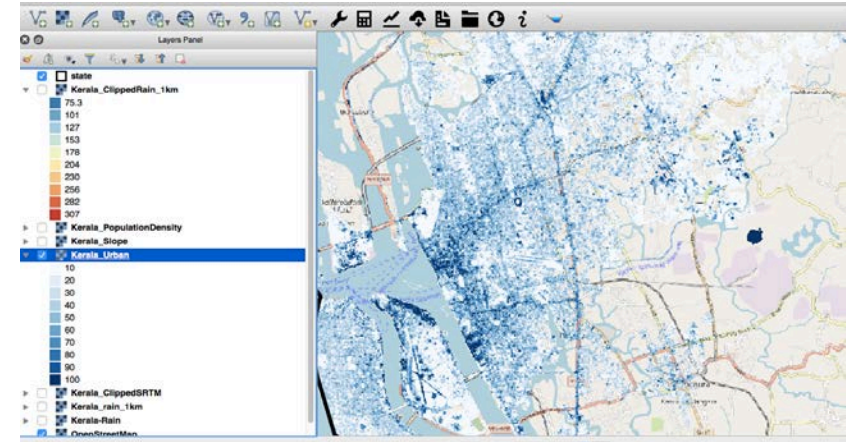 Layers Panel
state
Kerala_ClippedRain_1km
75.3
101
127
153
178
204
230
256
282
307
Kerala_PopulationDensity
Kerala_Slope
Kerala_Urban
10
20
30
40
50
60
70
80
90
100
Kerala_ClippedSRTM
Kerala_rain_1km
Kerala-Rain
OpenStreetMap